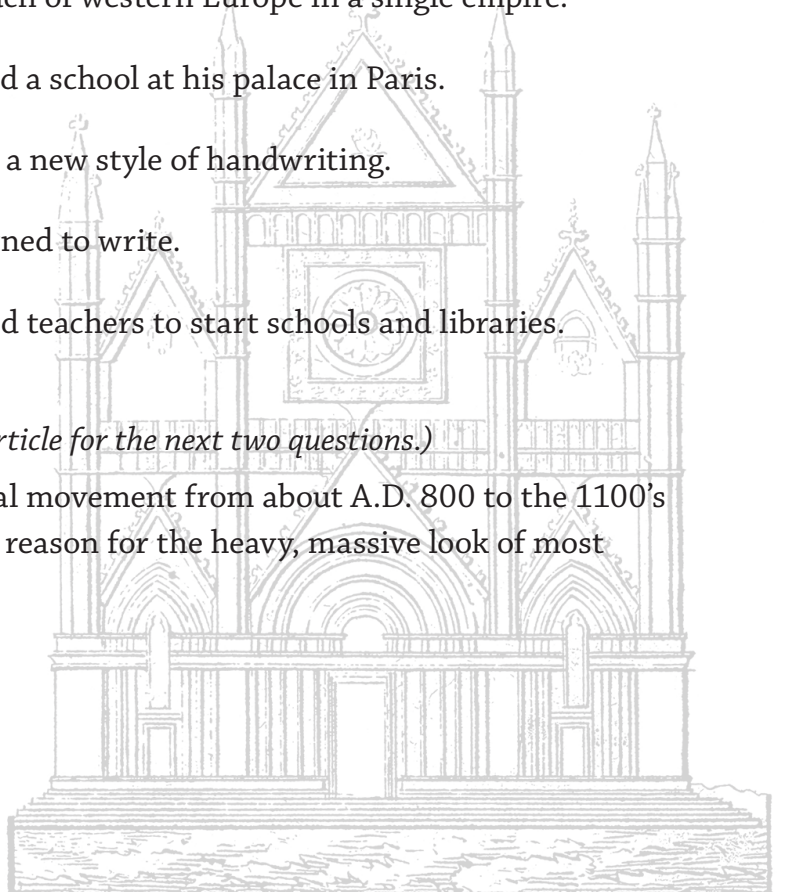 of western Europe in a single empire.
d a school at his palace in Paris.
a new style of handwriting.
ned to write.
d teachers to start schools and libraries.
rticle for the next two questions.)
al movement from about A.D. 800 to the 1100’s
reason for the heavy, massive look of most